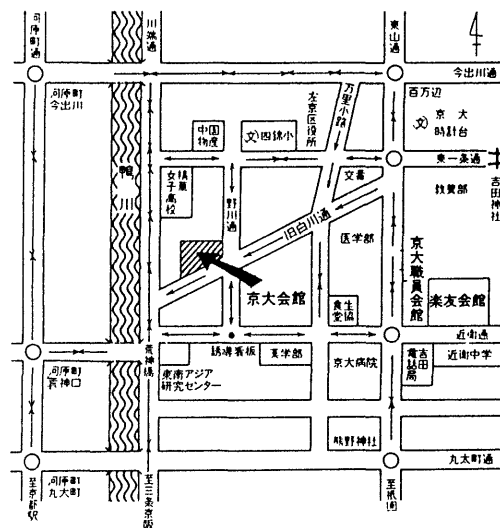 河原町通
川端通
東山通
今出川通
河原町
今出川
百万辺
万里小路
左京区役所
中国
物産
文 四錦小
文 京大
時計台
東一条通
交番
教養部
吉田神社
鴨川
精華
女子高校
野川通
旧白川通
医学部
京大会館
京大職員会館
楽友会館
生協
食堂
近衛通
荒神橋
誘導看板
薬学部
京大病院
吉田
電話局
近衛中学
河原町
荒神口
東南アジア
研究センター
熊野神社
丸太町通
河原町
丸太町
至京都駅
至三条京阪
至祇園